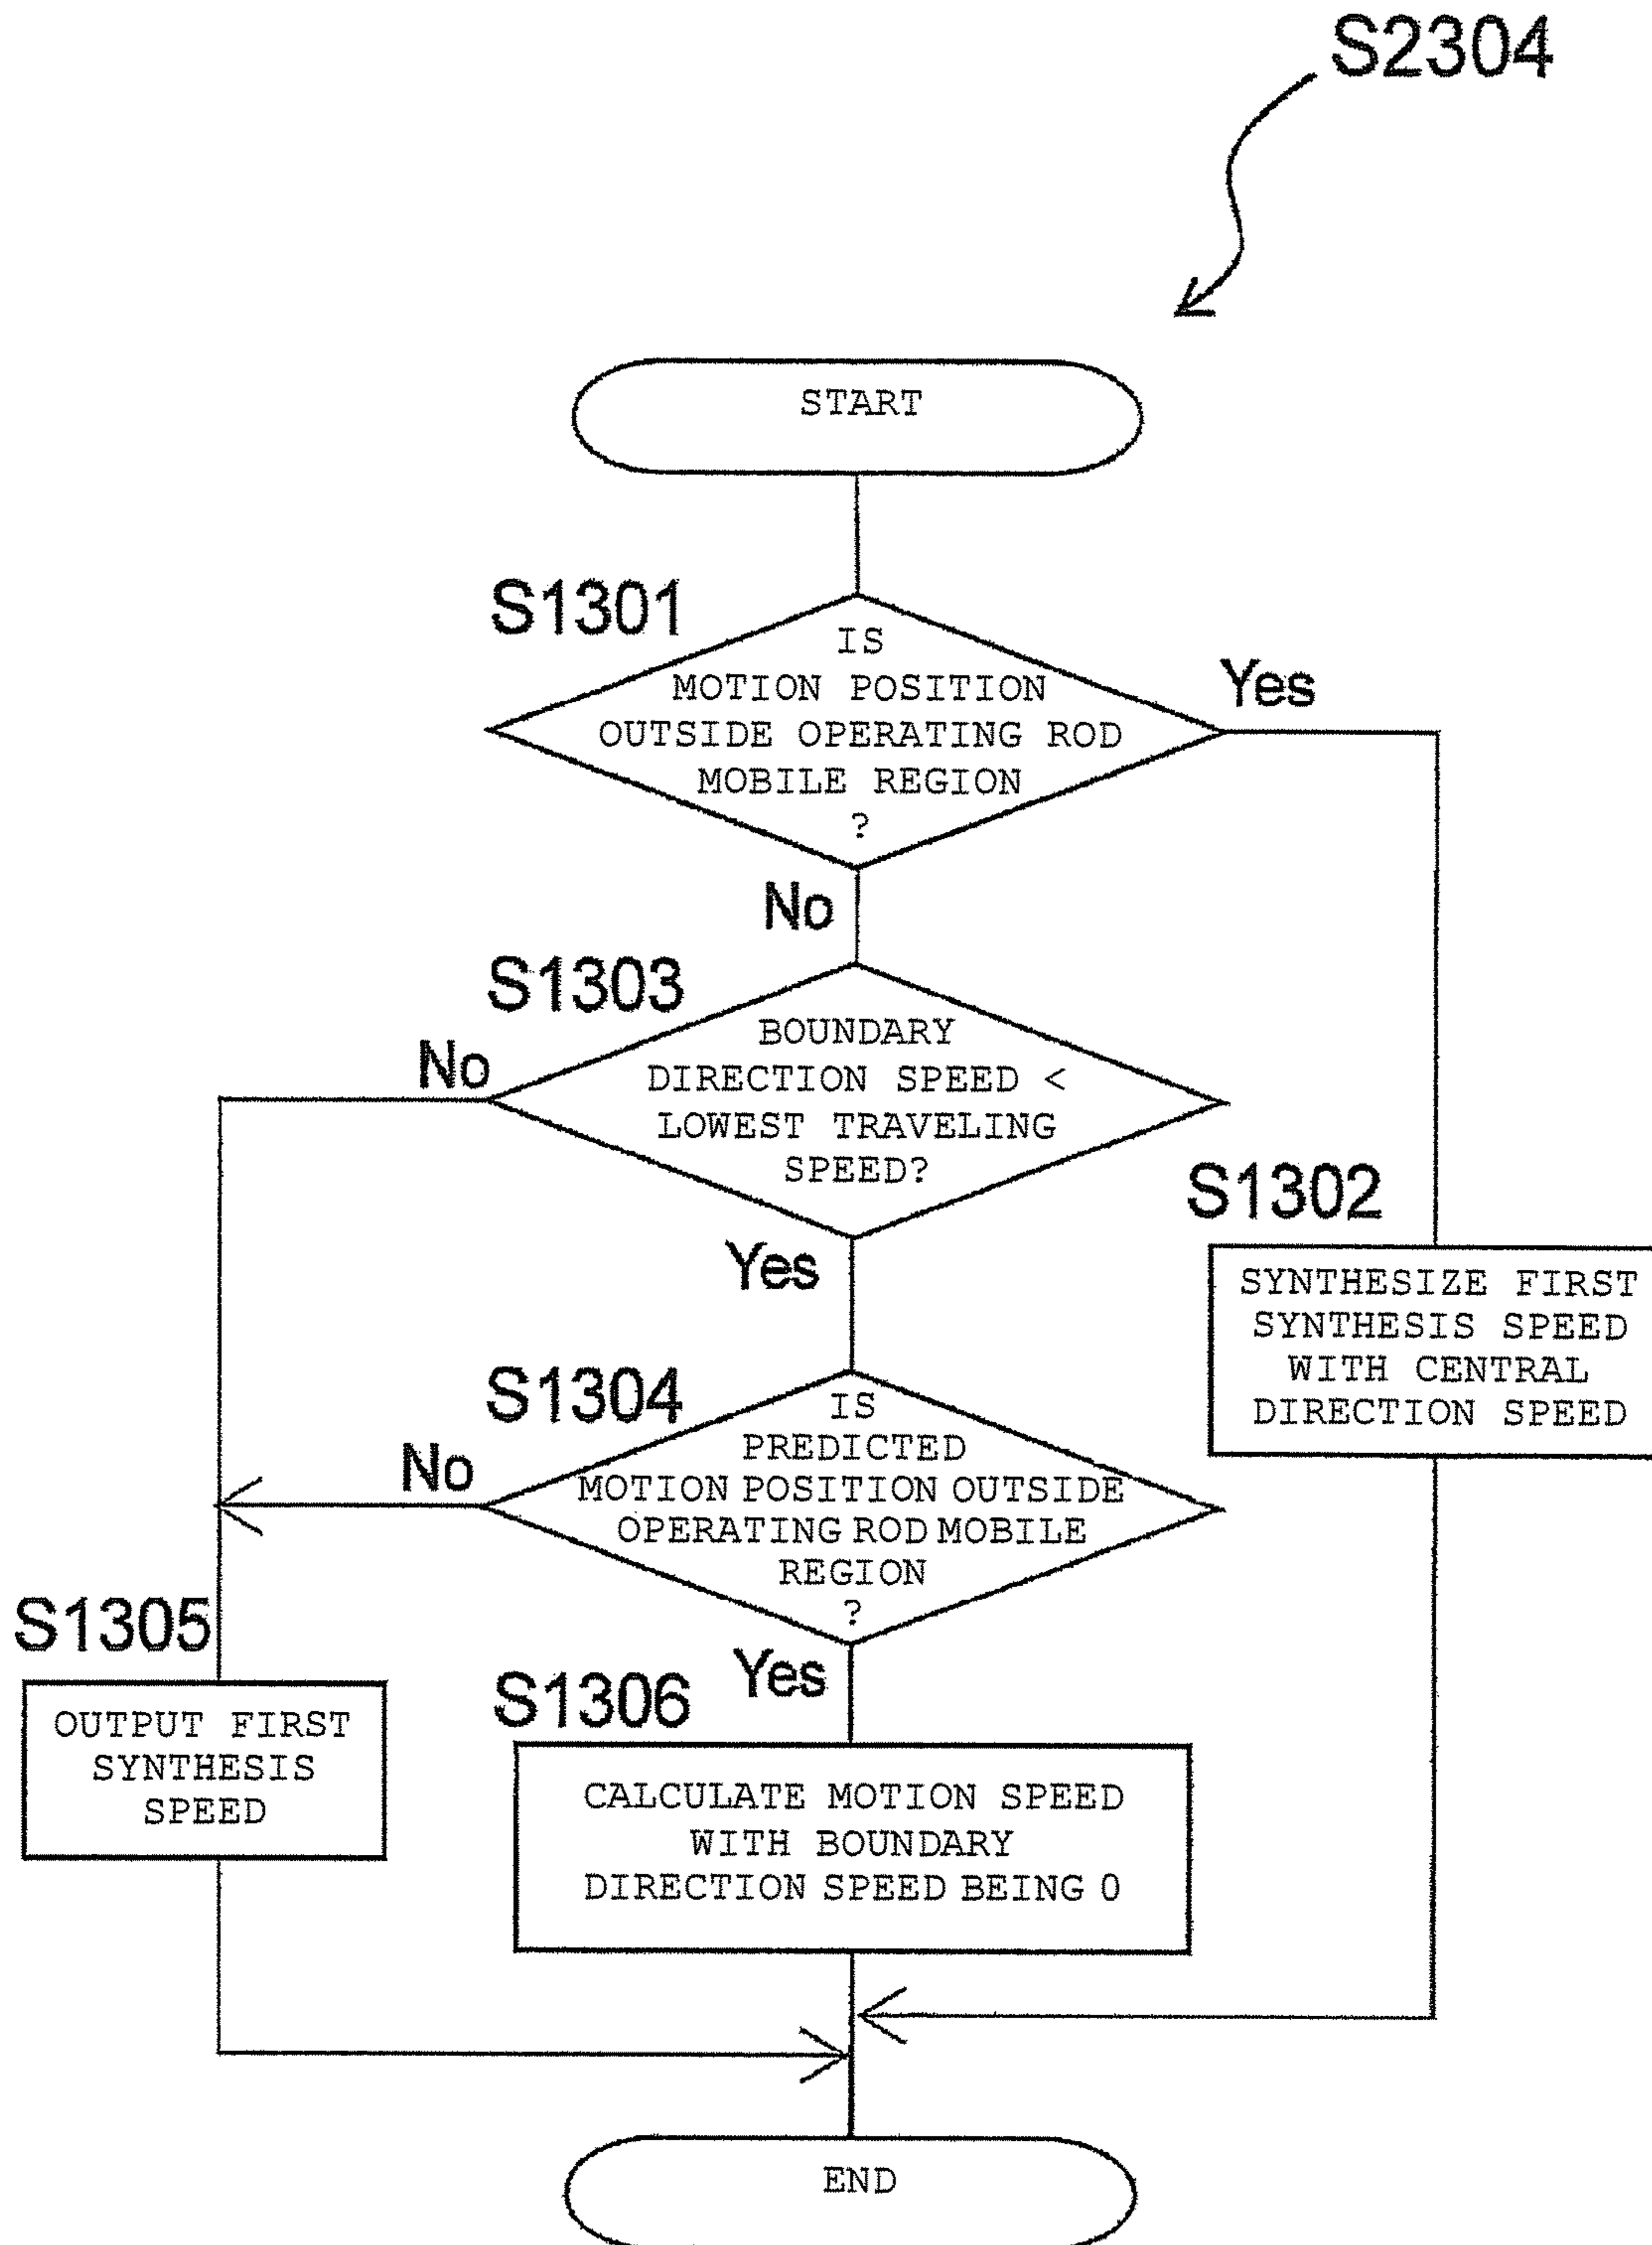 S2304
START
S1301
IS
MOTION POSITION
OUTSIDE OPERATING ROD
MOBILE REGION
?
Yes
No
S1303
BOUNDARY
DIRECTION SPEED <
LOWEST TRAVELING
SPEED?
No
Yes
S1302
SYNTHESIZE FIRST
SYNTHESIS SPEED
WITH CENTRAL
DIRECTION SPEED
S1304
IS
PREDICTED
MOTION POSITION OUTSIDE
OPERATING ROD MOBILE
REGION
?
No
Yes
S1305
OUTPUT FIRST
SYNTHESIS
SPEED
S1306
CALCULATE MOTION SPEED
WITH BOUNDARY
DIRECTION SPEED BEING 0
END